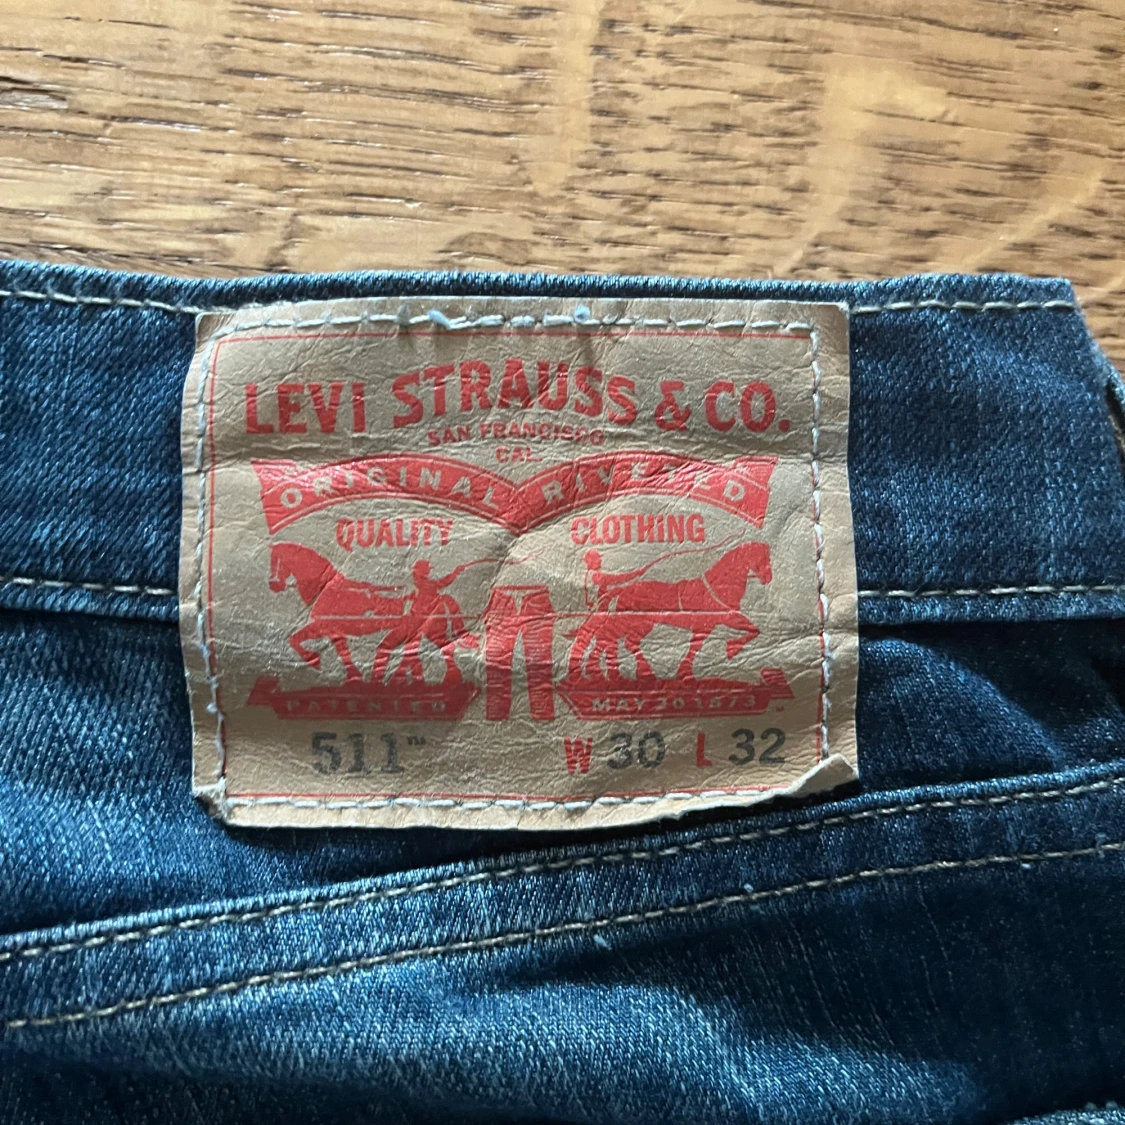 LEVI STRAUSS & CO.
SAN FRANCISCO
CAL.
ORIGINAL RIVETED
QUALITY CLOTHING
PATENTED MAY 20 1873
511™ W 30 L 32